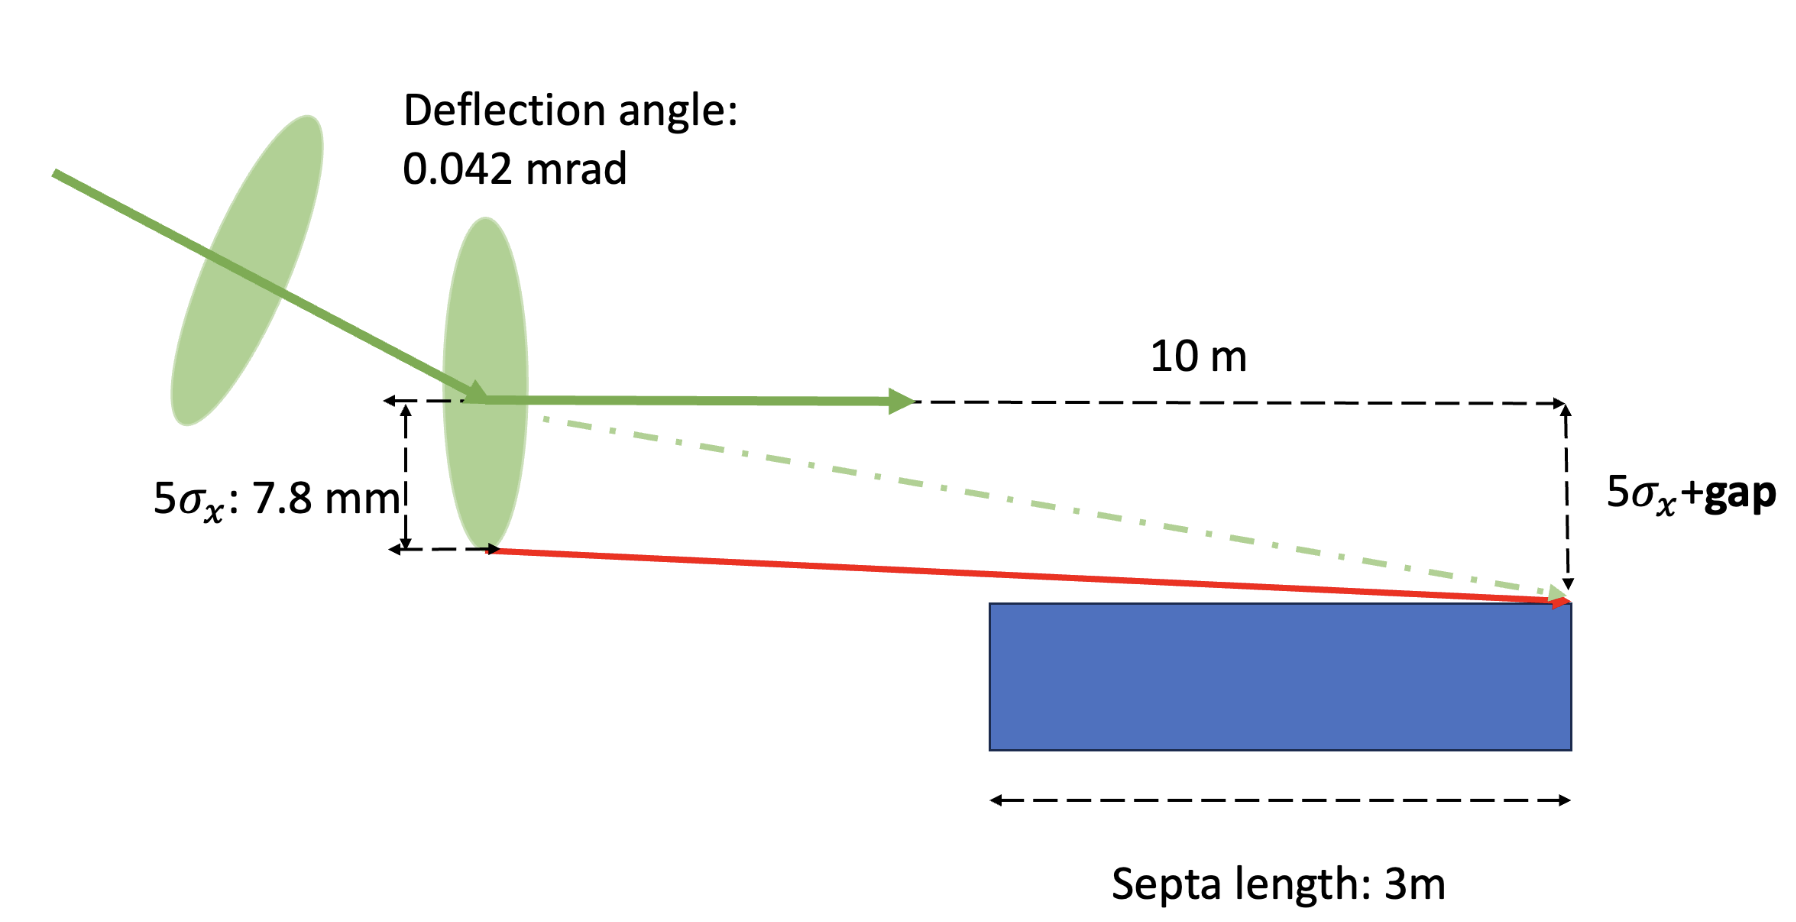 Deflection angle:
0.042 mrad
10 m
5σₓ: 7.8 mm
5σₓ+gap
Septa length: 3m